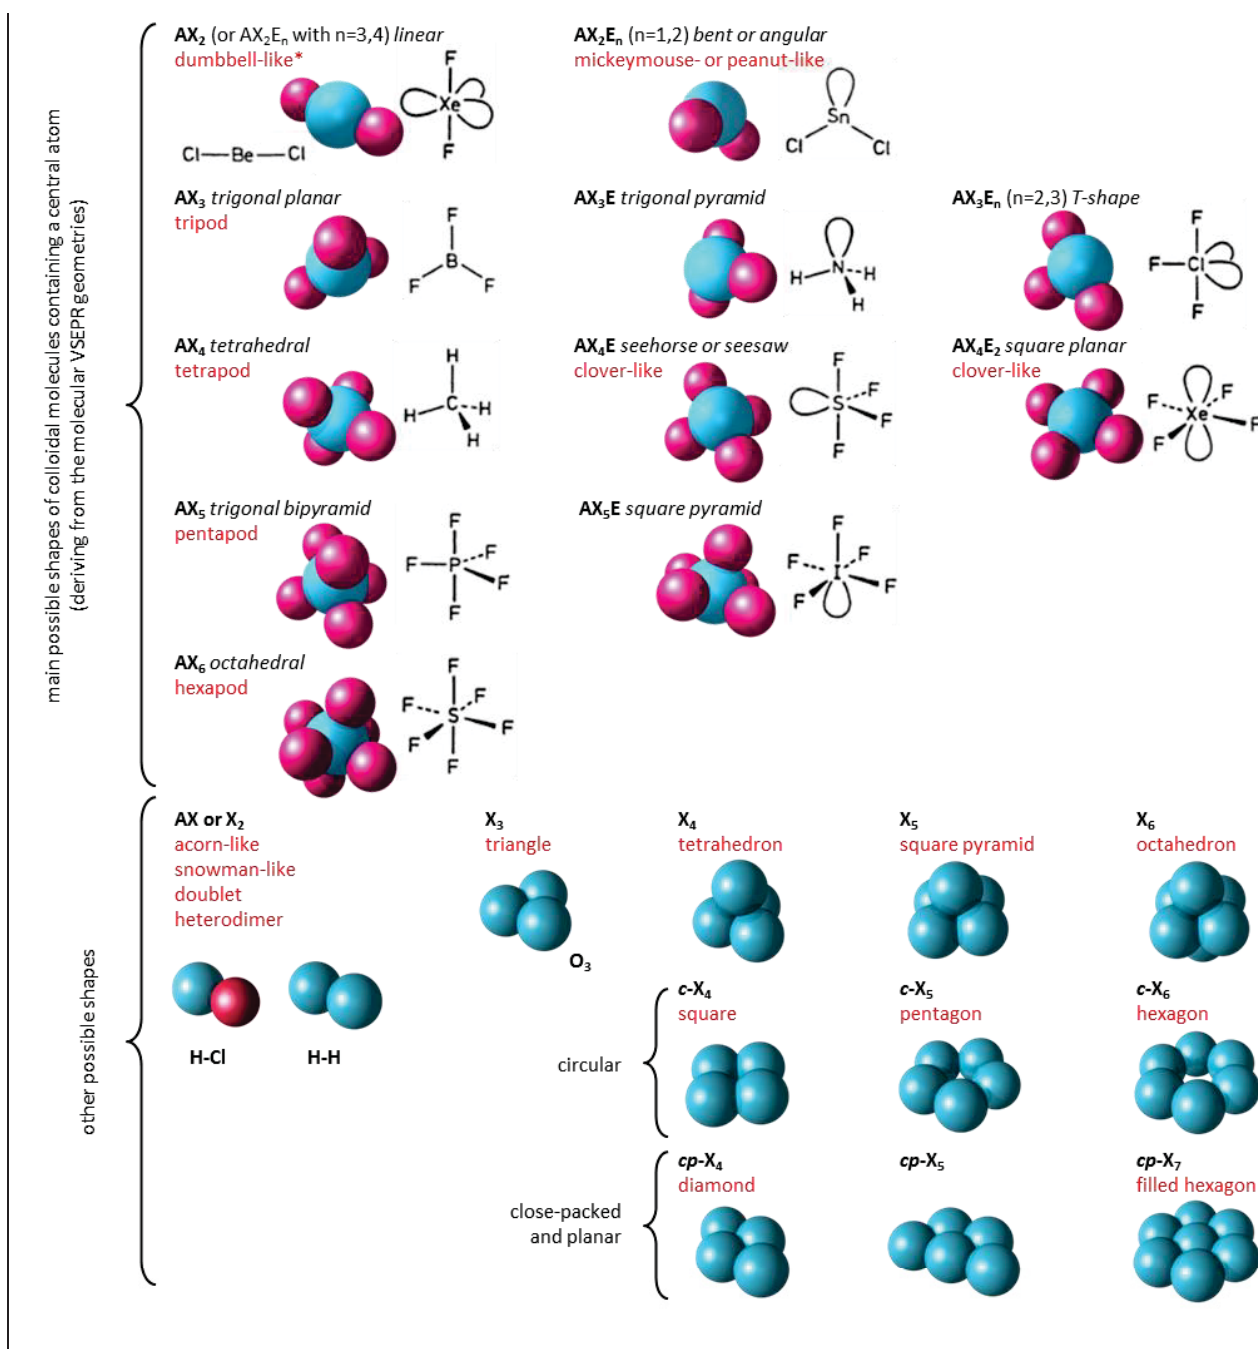 main possible shapes of colloidal molecules containing a central atom
(deriving from the molecular VSEPR geometries)
AX₂ (or AX₂Eₙ with n=3,4) linear
dumbbell-like*
F
Xe
F
Cl Be Cl
AX₂Eₙ (n=1,2) bent or angular
mickeymouse- or peanut-like
Sn
Cl Cl
AX₃ trigonal planar
tripod
F
B
F F
AX₃E trigonal pyramid
N
H H
H
AX₃Eₙ (n=2,3) T-shape
F
F Cl
F
AX₄ tetrahedral
tetrapod
H
C
H H
H
AX₄E seehorse or seesaw
clover-like
F
F
S
F
F
AX₄E₂ square planar
clover-like
F F
Xe
F F
AX₅ trigonal bipyramid
pentapod
F
F P F
F
F
AX₅E square pyramid
F
F F
I
F F
AX₆ octahedral
hexapod
F
F F
S
F F
F
other possible shapes
AX or X₂
acorn-like
snowman-like
doublet
heterodimer
H-Cl
H-H
X₃
triangle
O₃
X₄
tetrahedron
X₅
square pyramid
X₆
octahedron
circular
c-X₄
square
c-X₅
pentagon
c-X₆
hexagon
close-packed
and planar
cp-X₄
diamond
cp-X₅
cp-X₇
filled hexagon